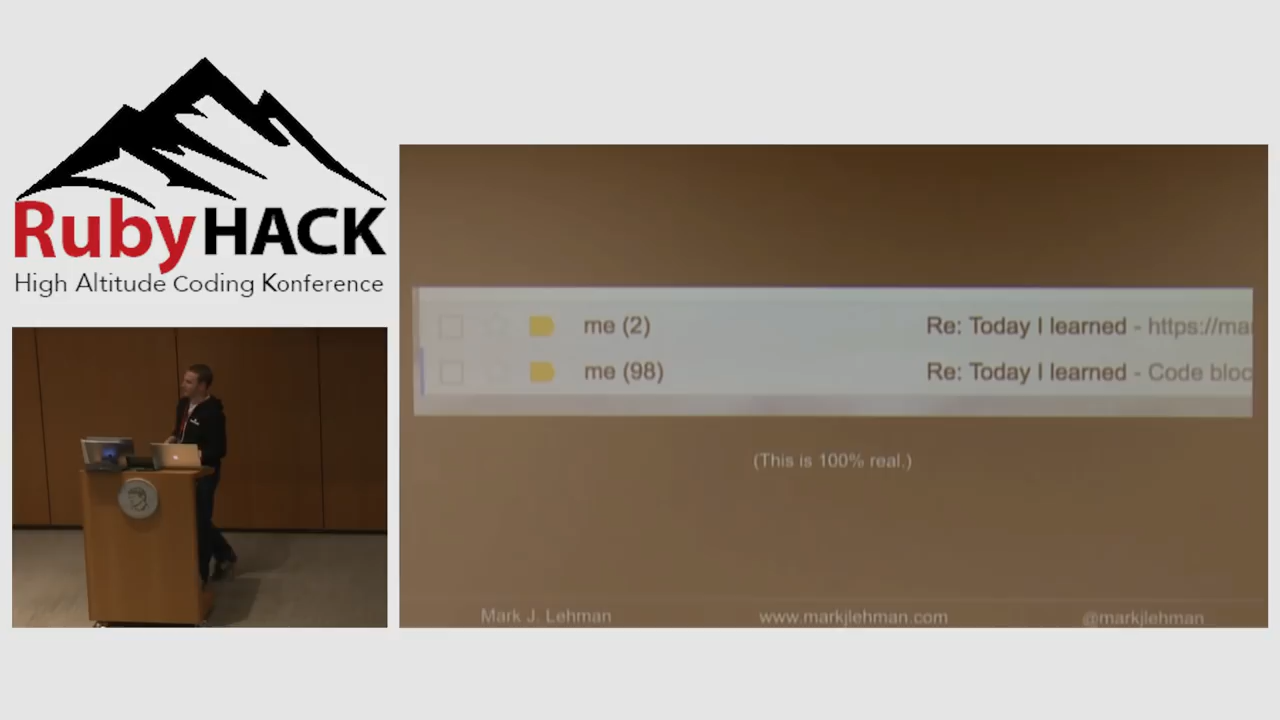 RubyHACK
High Altitude Coding Konference
me (2) Re: Today I learned - https://ma
me (98) Re: Today I learned - Code bloc
(This is 100% real.)
Mark J. Lehman www.markjlehman.com @markjlehman